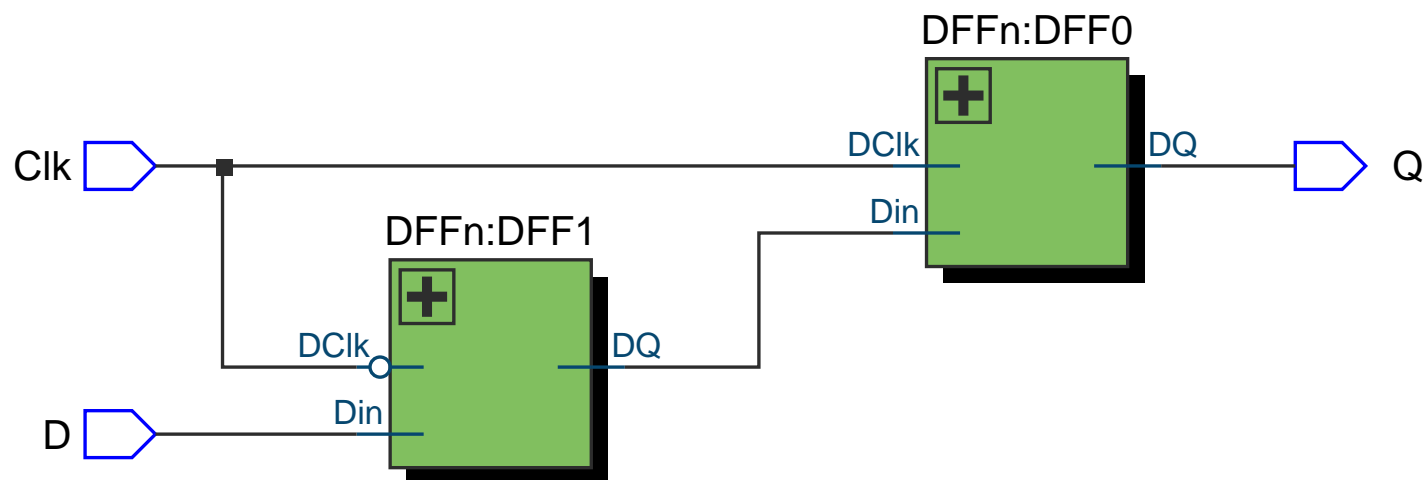 DFFn:DFF0
Clk
DClk
DQ
Q
Din
DFFn:DFF1
DClk
DQ
Din
D